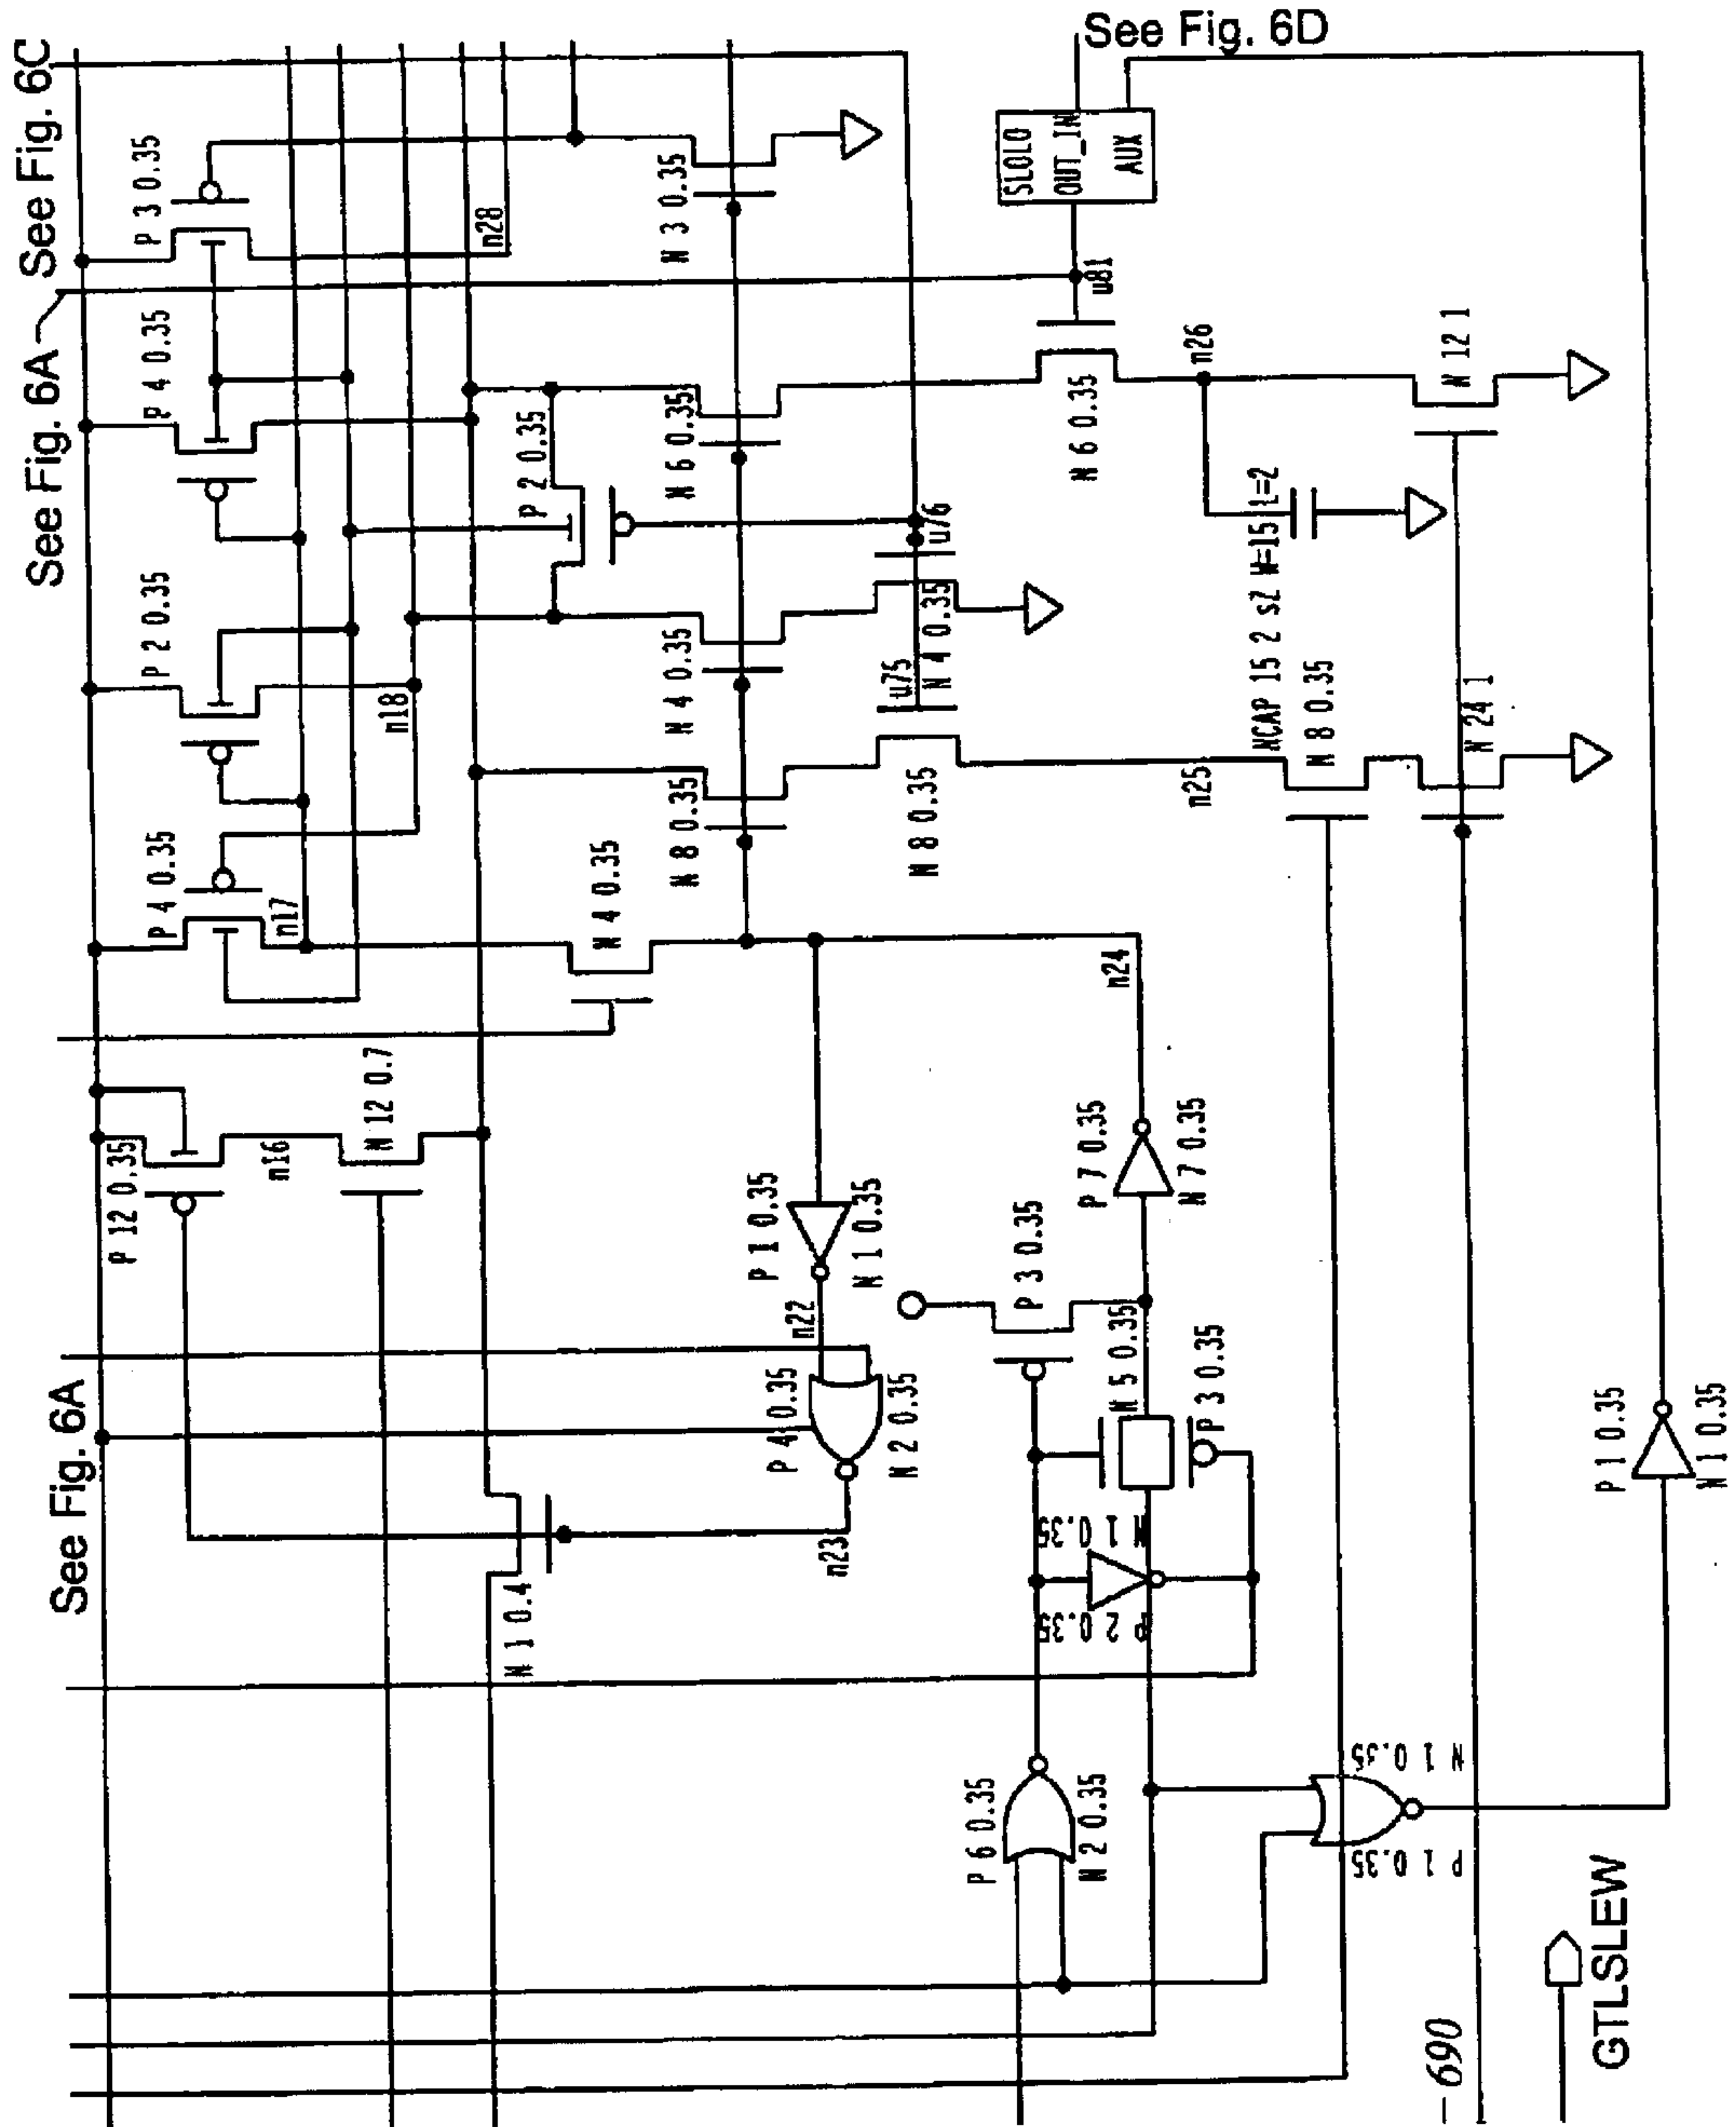 See Fig. 6C
See Fig. 6A
See Fig. 6A
See Fig. 6D
P 3 0.35
n28
P 4 0.35
P 2 0.35
n18
P 4 0.35
n17
P 12 0.35
n16
N 12 0.7
N 3 0.35
P 2 0.35
N 6 0.35
N 4 0.35
N 8 0.35
N 4 0.35
SLOLO
OUT_IN
AUX
u81
u76
u75
N 4 0.35
N 8 0.35
N 6 0.35
n26
N 12 1
NCAP 15 2 sZ W=15 L=2
n25
N 8 0.35
N 24 1
n24
P 1 0.35
N 1 0.35
n22
P 4 0.35
N 2 0.35
n23
N 1 0.4
P 7 0.35
N 7 0.35
P 3 0.35
N 5 0.35
P 3 0.35
N 1 0.35
P 2 0.35
P 6 0.35
N 2 0.35
N 1 0.35
P 1 0.35
P 1 0.35
N 1 0.35
690
GTLSLEW